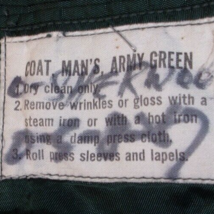 COAT, MAN'S, ARMY GREEN
1. Dry clean only.
2. Remove wrinkles or gloss with a
steam iron or with a hot iron
using a damp press cloth.
3. Roll press sleeves and lapels.